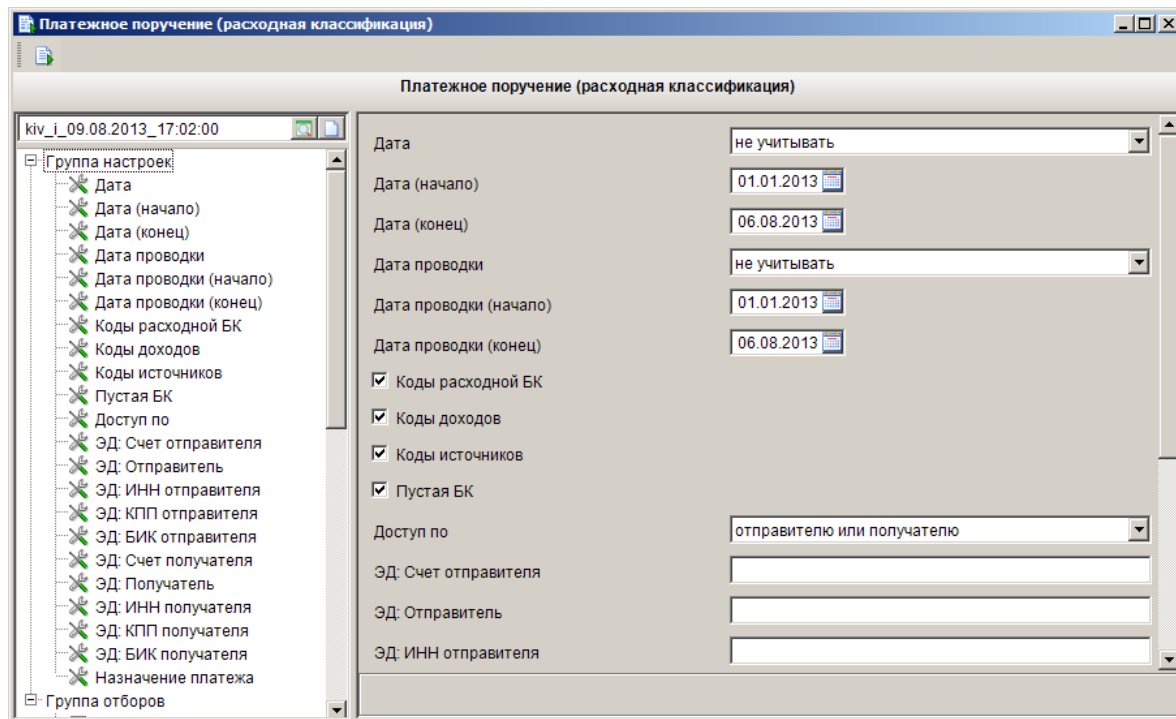 Платежное поручение (расходная классификация)
Платежное поручение (расходная классификация)
kiv_i_09.08.2013_17:02:00
Группа настроек
Дата
Дата (начало)
Дата (конец)
Дата проводки
Дата проводки (начало)
Дата проводки (конец)
Коды расходной БК
Коды доходов
Коды источников
Пустая БК
Доступ по
ЭД: Счет отправителя
ЭД: Отправитель
ЭД: ИНН отправителя
ЭД: КПП отправителя
ЭД: БИК отправителя
ЭД: Счет получателя
ЭД: Получатель
ЭД: ИНН получателя
ЭД: КПП получателя
ЭД: БИК получателя
Назначение платежа
Группа отборов
Дата не учитывать
Дата (начало) 01.01.2013
Дата (конец) 06.08.2013
Дата проводки не учитывать
Дата проводки (начало) 01.01.2013
Дата проводки (конец) 06.08.2013
Коды расходной БК
Коды доходов
Коды источников
Пустая БК
Доступ по отправителю или получателю
ЭД: Счет отправителя
ЭД: Отправитель
ЭД: ИНН отправителя